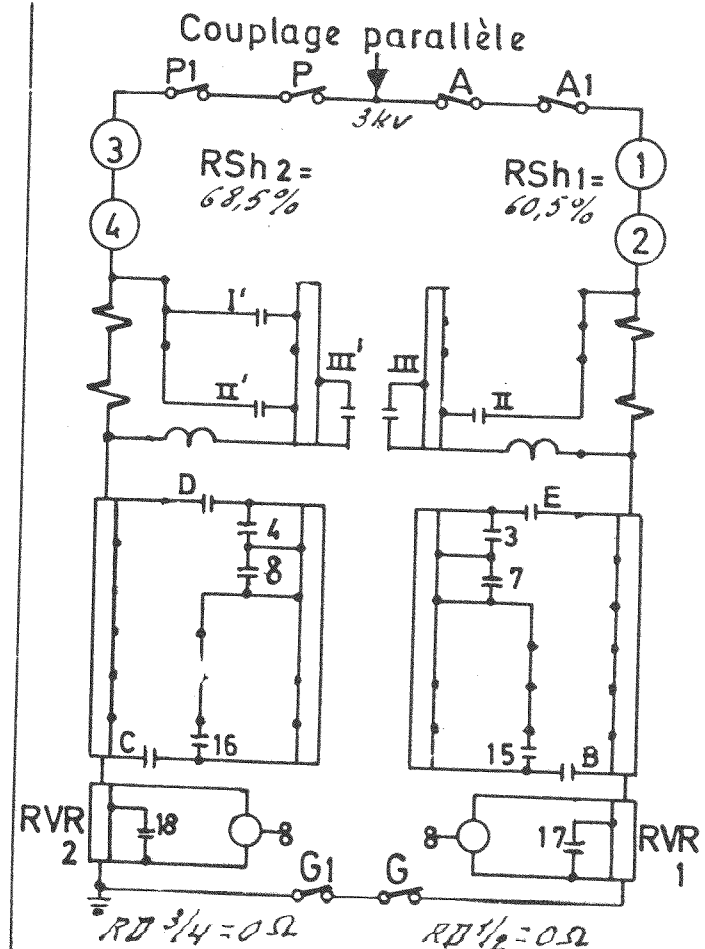 Couplage parallèle
P1 P A A1
3kv
3 1
RSh2= RSh1=
68,5% 60,5%
4 2
I'
III' III
II' II
D E
4 3
8 7
C 16 15 B
RVR 18 8 8 17 RVR
2 1
G1 G
RD 3/4 = 0 Ω RD 1/2 = 0 Ω